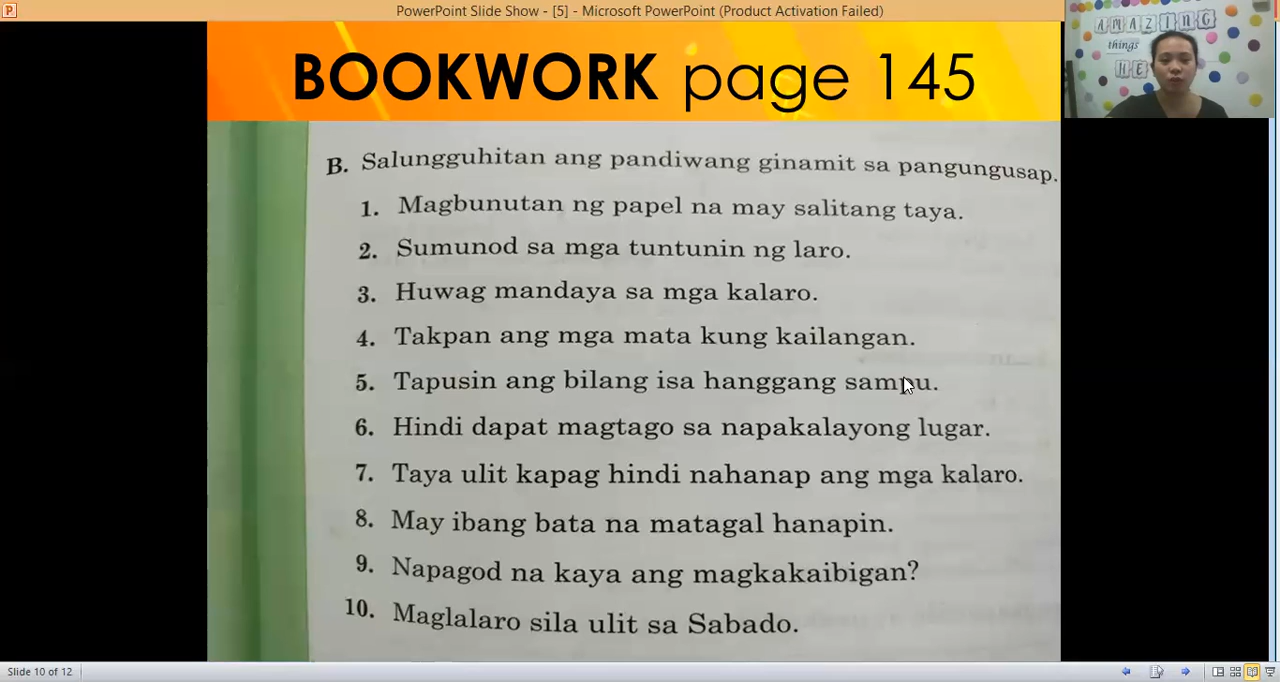 PowerPoint Slide Show - [5] - Microsoft PowerPoint (Product Activation Failed)
AMAZING
things
BOOKWORK page 145
B. Salungguhitan ang pandiwang ginamit sa pangungusap.
1. Magbunutan ng papel na may salitang taya.
2. Sumunod sa mga tuntunin ng laro.
3. Huwag mandaya sa mga kalaro.
4. Takpan ang mga mata kung kailangan.
5. Tapusin ang bilang isa hanggang sampu.
6. Hindi dapat magtago sa napakalayong lugar.
7. Taya ulit kapag hindi nahanap ang mga kalaro.
8. May ibang bata na matagal hanapin.
9. Napagod na kaya ang magkakaibigan?
10. Maglalaro sila ulit sa Sabado.
Slide 10 of 12